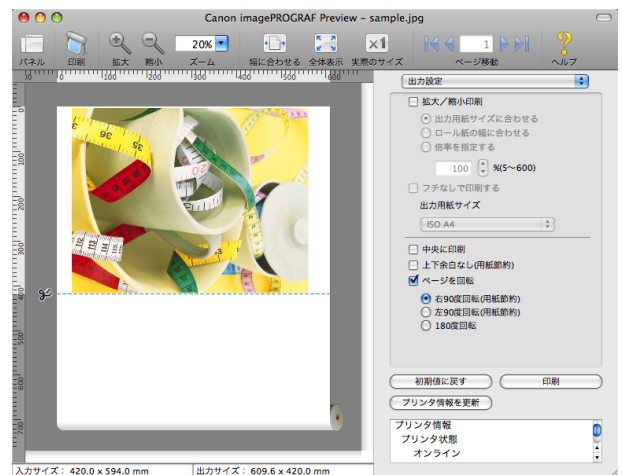 Canon imagePROGRAF Preview – sample.jpg
20%
1
パネル 印刷 拡大 縮小 ズーム 幅に合わせる 全体表示 実際のサイズ ページ移動 ヘルプ
0 100 200 300 400 500 600
出力設定
拡大／縮小印刷
出力用紙サイズに合わせる
ロール紙の幅に合わせる
倍率を指定する
100 %(5〜600)
フチなしで印刷する
出力用紙サイズ
ISO A4
中央に印刷
上下余白なし(用紙節約)
ページを回転
右90度回転(用紙節約)
左90度回転(用紙節約)
180度回転
初期値に戻す 印刷
プリンタ情報を更新
プリンタ情報
プリンタ状態
オンライン
入力サイズ： 420.0 x 594.0 mm 出力サイズ： 609.6 x 420.0 mm